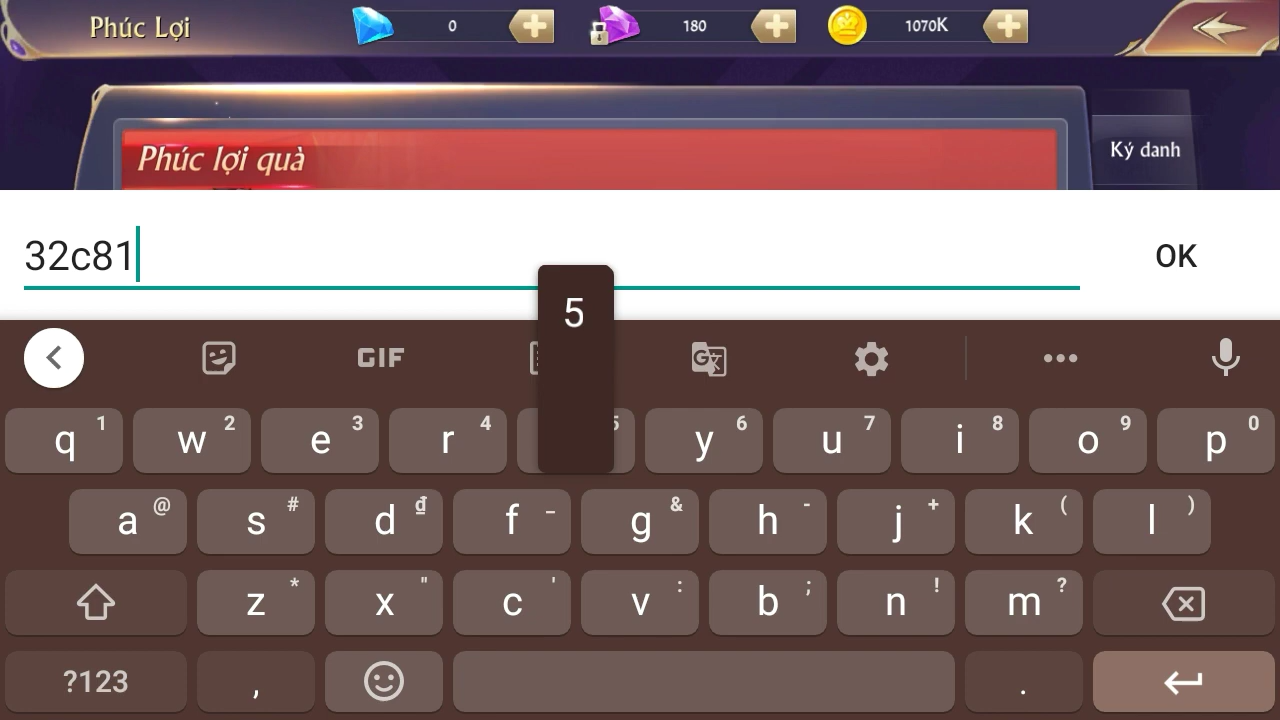 Phúc Lợi 0 180 1070K
Ký danh
Phúc lợi quà
32c81 OK
5
GIF G
q 1 w 2 e 3 r 4 5 y 6 u 7 i 8 o 9 p 0
a @ s # d ₫ f _ g & h - j + k ( l )
z * x " c ' v : b ; n ! m ?
?123 , .